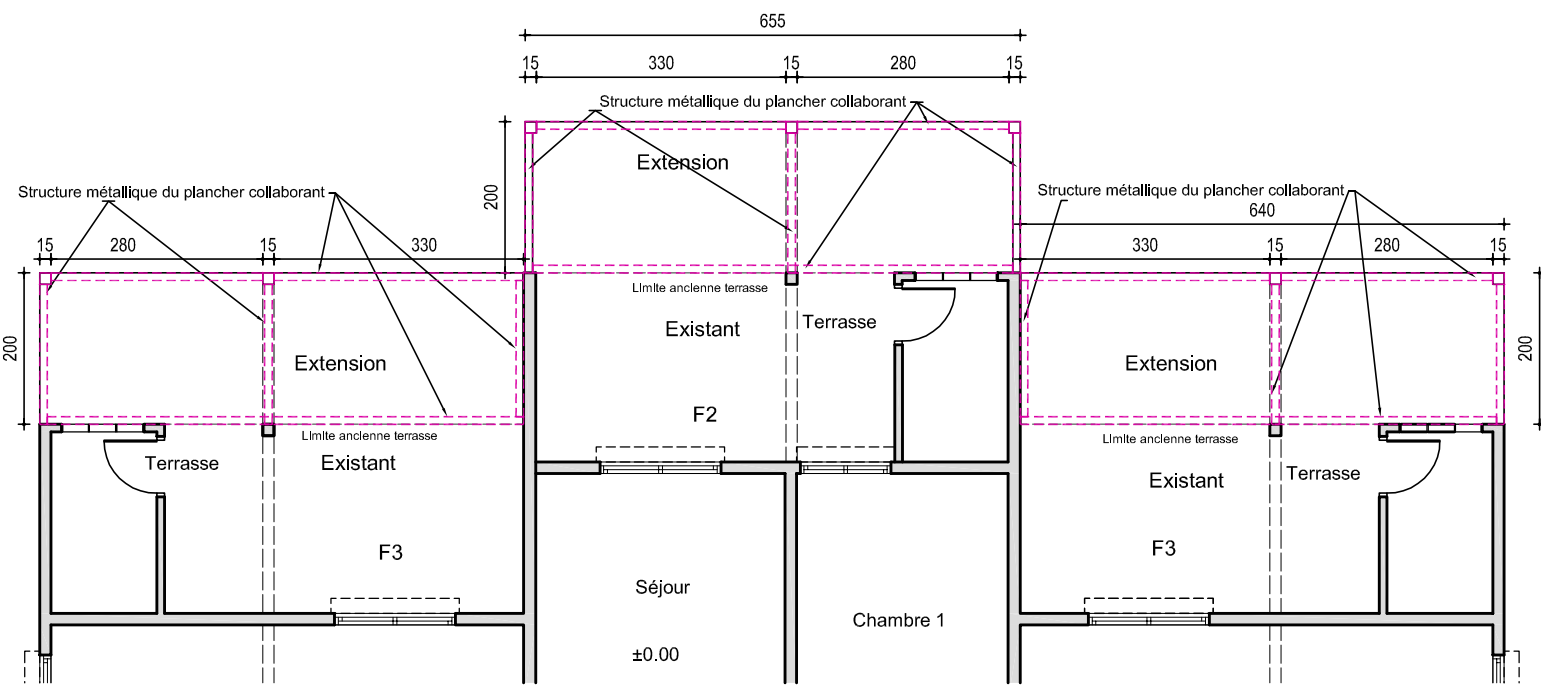 655
15 330 15 280 15
Structure métallique du plancher collaborant
Extension
200
Structure métallique du plancher collaborant
Structure métallique du plancher collaborant
640
15 280 15 330
330 15 280 15
LImIte ancIenne terrasse
Existant
Terrasse
200
Extension
Extension
200
F2
LImIte ancIenne terrasse
LImIte ancIenne terrasse
Terrasse
Existant
Existant
Terrasse
F3
F3
Séjour
Chambre 1
±0.00